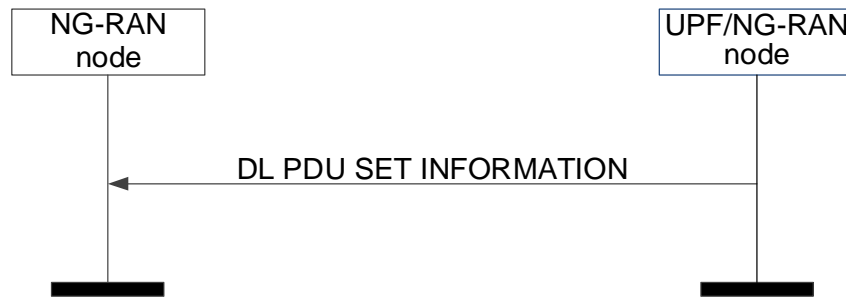 NG-RAN
node
UPF/NG-RAN
node
DL PDU SET INFORMATION